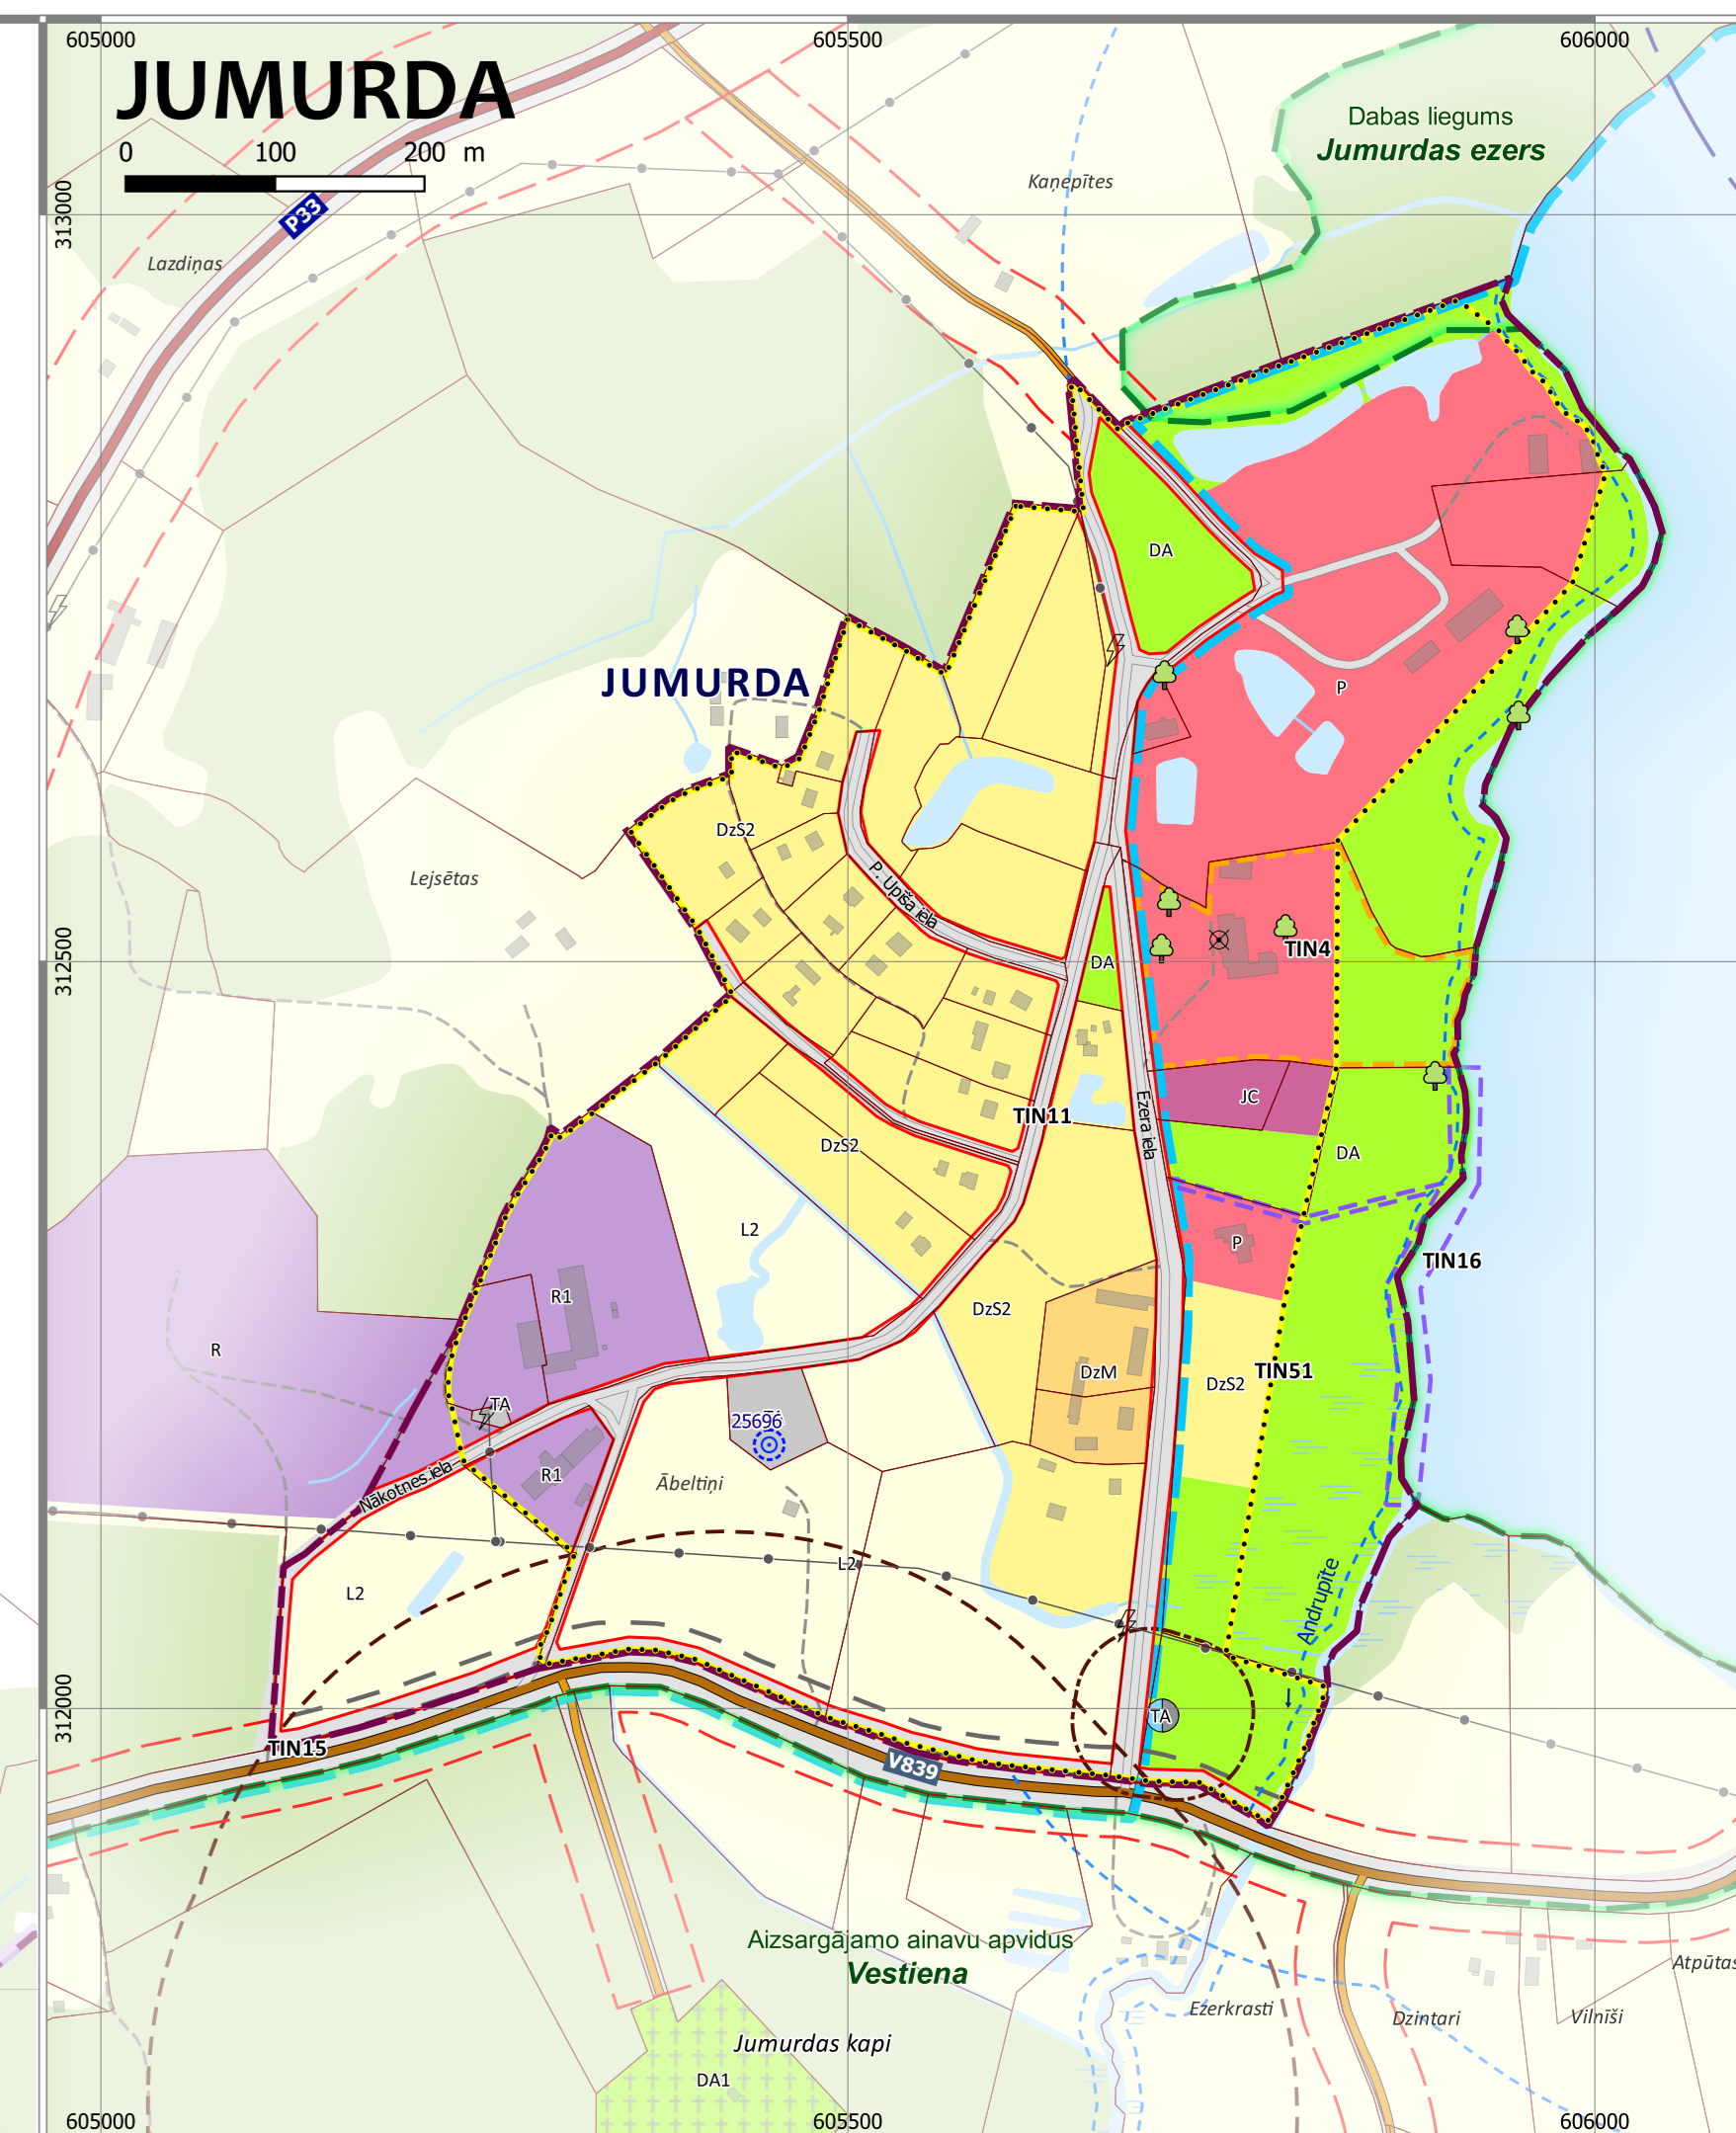 605000
605500
606000
JUMURDA
0 100 200 m
Dabas liegums
Jumurdas ezers
Kaņepītes
313000
P33
Lazdiņas
DA
JUMURDA
P
DzS2
Lejsētas
P. Upīša iela
TIN4
312500
DA
JC
TIN11
Ezera iela
DzS2
DA
L2
P
TIN16
R1
DzS2
R
DzM
TIN51
DzS2
TA
25696
R1
Nākotnes iela
Ābeltiņi
L2
L2
Andrupīte
312000
TA
TIN15
V839
Aizsargājamo ainavu apvidus
Vestiena
Atpūtas
Ezerkrasti
Dzintari
Vilnīši
Jumurdas kapi
DA1
605000
605500
606000